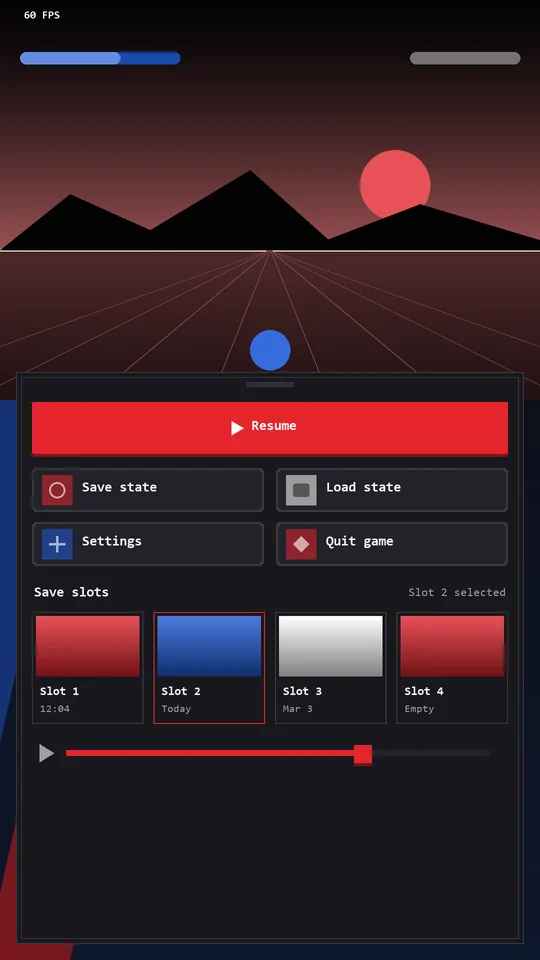 60 FPS
Resume
Save state
Load state
Settings
Quit game
Save slots
Slot 2 selected
Slot 1
Slot 2
Slot 3
Slot 4
12:04
Today
Mar 3
Empty